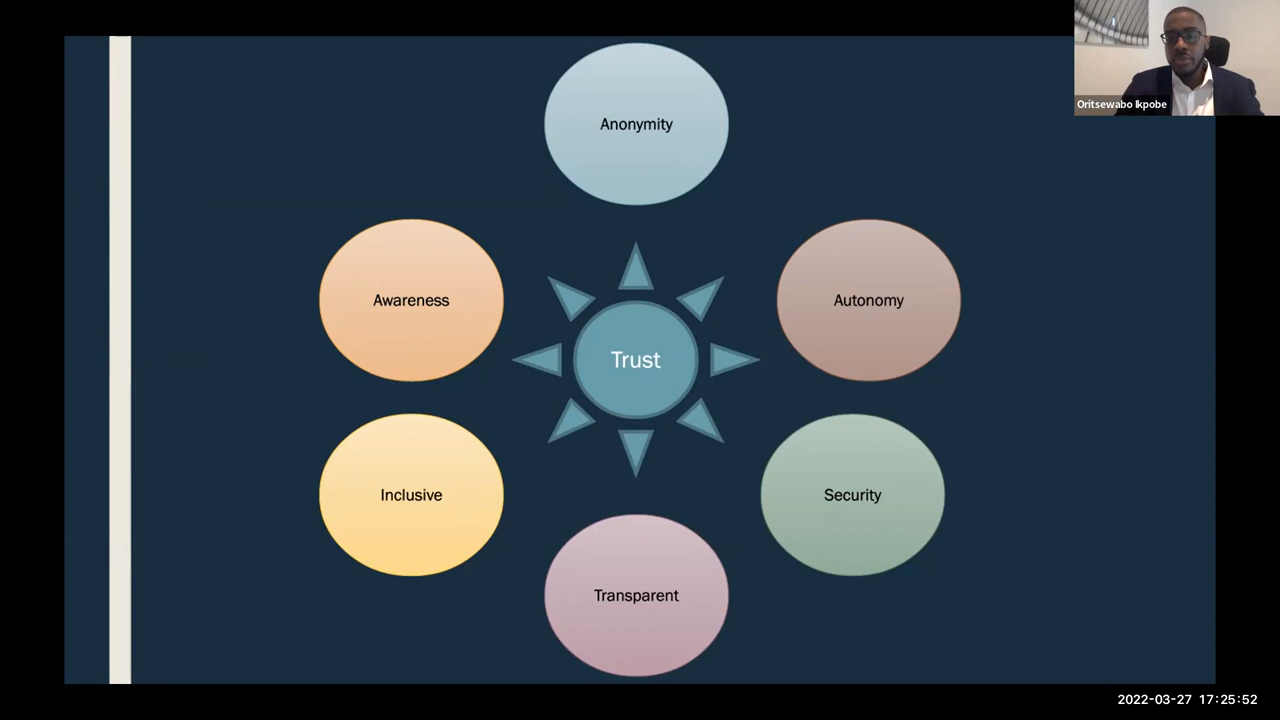 Oritsewabo Ikpobe
Anonymity
Awareness
Autonomy
Trust
Inclusive
Security
Transparent
2022-03-27 17:25:52